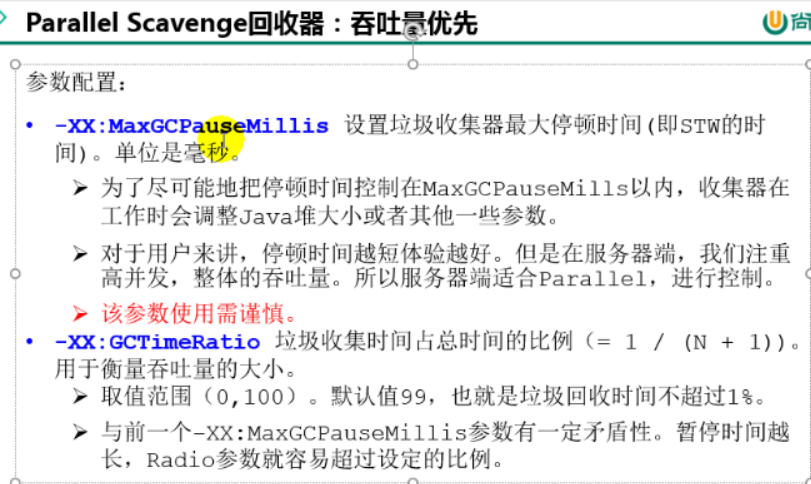 Parallel Scavenge回收器：吞吐量优先
尚
参数配置：
• -XX:MaxGCPauseMillis 设置垃圾收集器最大停顿时间(即STW的时
间)。单位是毫秒。
➢ 为了尽可能地把停顿时间控制在MaxGCPauseMills以内，收集器在
工作时会调整Java堆大小或者其他一些参数。
➢ 对于用户来讲，停顿时间越短体验越好。但是在服务器端，我们注重
高并发，整体的吞吐量。所以服务器端适合Parallel，进行控制。
➢ 该参数使用需谨慎。
• -XX:GCTimeRatio 垃圾收集时间占总时间的比例（= 1 / (N + 1)）。
用于衡量吞吐量的大小。
➢ 取值范围（0,100）。默认值99，也就是垃圾回收时间不超过1%。
➢ 与前一个-XX:MaxGCPauseMillis参数有一定矛盾性。暂停时间越
长，Radio参数就容易超过设定的比例。